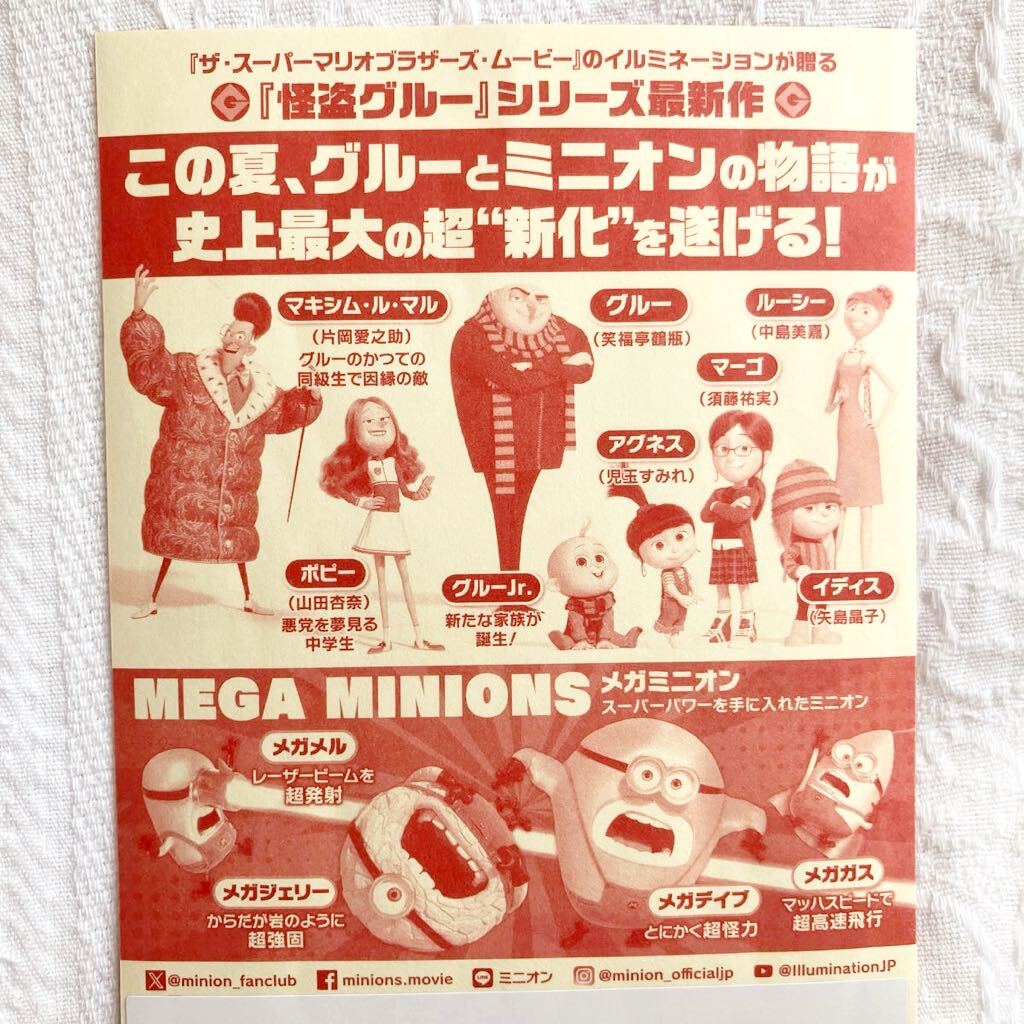 『ザ・スーパーマリオブラザーズ・ムービー』のイルミネーションが贈る
『怪盗グルー』シリーズ最新作
この夏、グルーとミニオンの物語が
史上最大の超“新化”を遂げる!
マキシム・ル・マル
(片岡愛之助)
グルーのかつての
同級生で因縁の敵
グルー
(笑福亭鶴瓶)
ルーシー
(中島美嘉)
マーゴ
(須藤祐実)
アグネス
(児玉すみれ)
ポピー
(山田杏奈)
悪党を夢見る
中学生
グルーJr.
新たな家族が
誕生!
イディス
(矢島晶子)
MEGA MINIONS
メガミニオン
スーパーパワーを手に入れたミニオン
メガメル
レーザービームを
超発射
メガジェリー
からだが岩のように
超強固
メガデイブ
とにかく超怪力
メガガス
マッハスピードで
超高速飛行
X @minion_fanclub f minions.movie LINE ミニオン @minion_officialjp @IlluminationJP